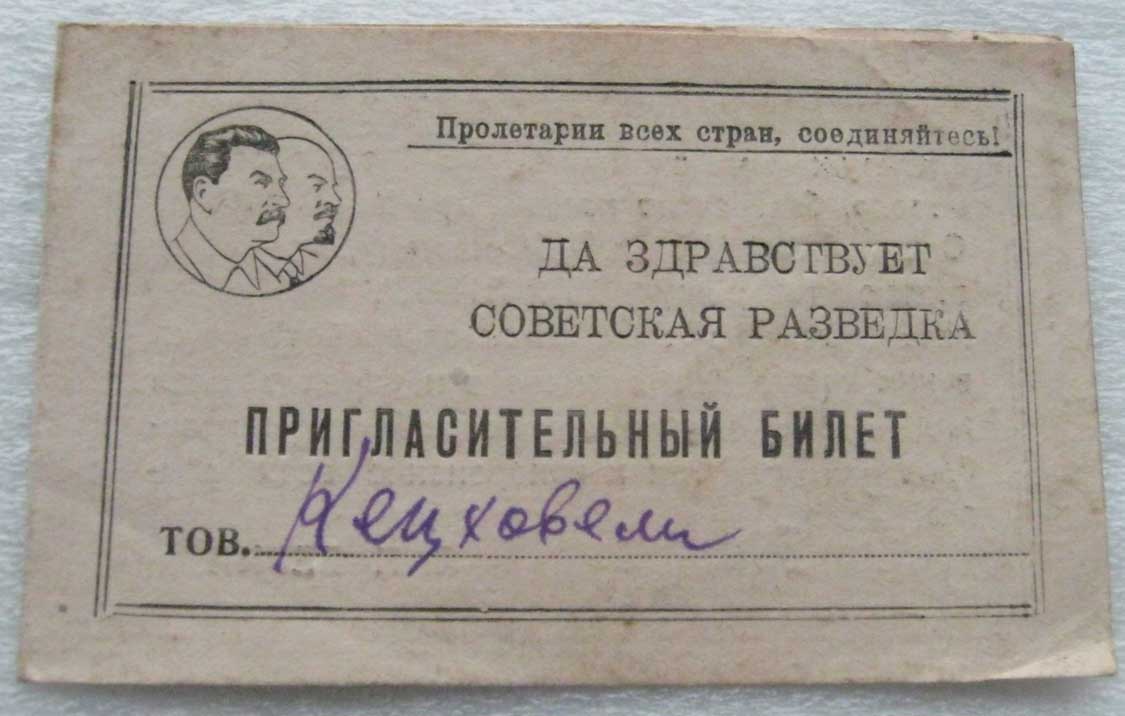 Пролетарии всех стран, соединяйтесь!
ДА ЗДРАВСТВУЕТ
СОВЕТСКАЯ РАЗВЕДКА
ПРИГЛАСИТЕЛЬНЫЙ БИЛЕТ
ТОВ. Кецховели